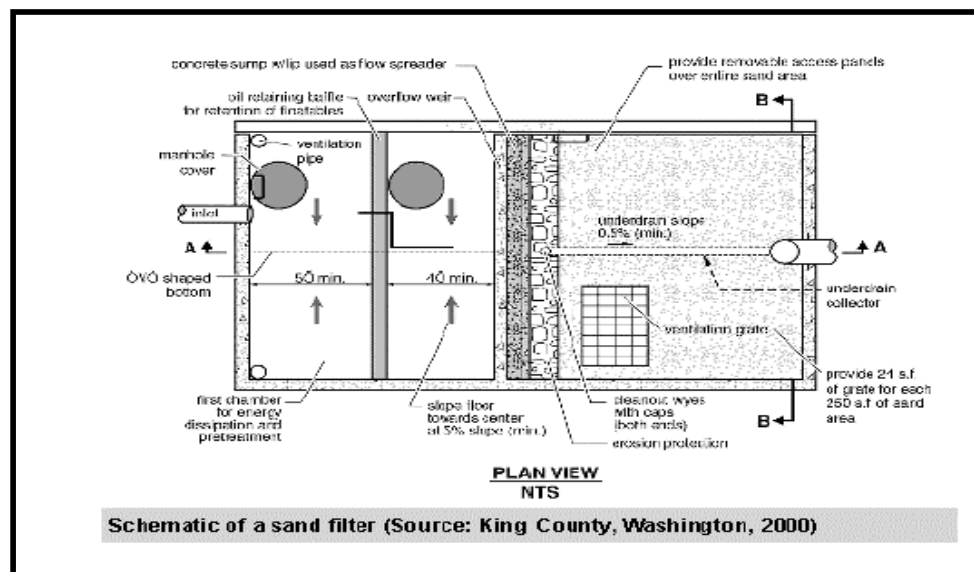 concrete sump w/lip used as flow spreader
provide removable access panels
over entire sand area
oil retaining baffle
for retention of floatables
overflow weir
B
ventilation
pipe
manhole
cover
inlet
underdrain slope
0.5% (min.)
A
A
ÒVÓ shaped
bottom
5Õ min.
4Õ min.
underdrain
collector
ventilation grate
provide 24 s.f.
of grate for each
250 s.f. of sand
area
first chamber
for energy
dissipation and
pretreatment
slope floor
towards center
at 5% slope (min.)
cleanout wyes
with caps
(both ends)
B
erosion protection
PLAN VIEW
NTS
Schematic of a sand filter (Source: King County, Washington, 2000)